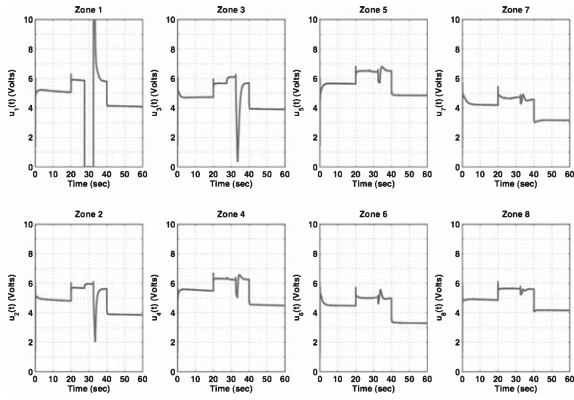 Zone 1
u₁(t) (Volts)
10
8
6
4
2
0
0 10 20 30 40 50 60
Time (sec)
Zone 3
u₃(t) (Volts)
10
8
6
4
2
0
0 10 20 30 40 50 60
Time (sec)
Zone 5
u₅(t) (Volts)
10
8
6
4
2
0
0 10 20 30 40 50 60
Time (sec)
Zone 7
u₇(t) (Volts)
10
8
6
4
2
0
0 10 20 30 40 50 60
Time (sec)
Zone 2
u₂(t) (Volts)
10
8
6
4
2
0
0 10 20 30 40 50 60
Time (sec)
Zone 4
u₄(t) (Volts)
10
8
6
4
2
0
0 10 20 30 40 50 60
Time (sec)
Zone 6
u₆(t) (Volts)
10
8
6
4
2
0
0 10 20 30 40 50 60
Time (sec)
Zone 8
u₈(t) (Volts)
10
8
6
4
2
0
0 10 20 30 40 50 60
Time (sec)